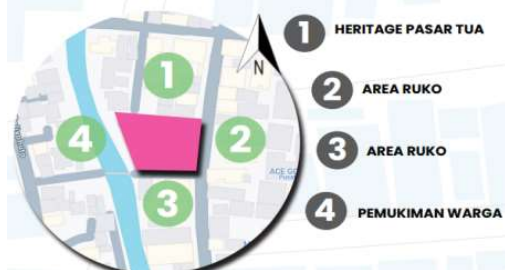 1 HERITAGE PASAR TUA
N
1
2 AREA RUKO
4
2
3 AREA RUKO
3
4 PEMUKIMAN WARGA